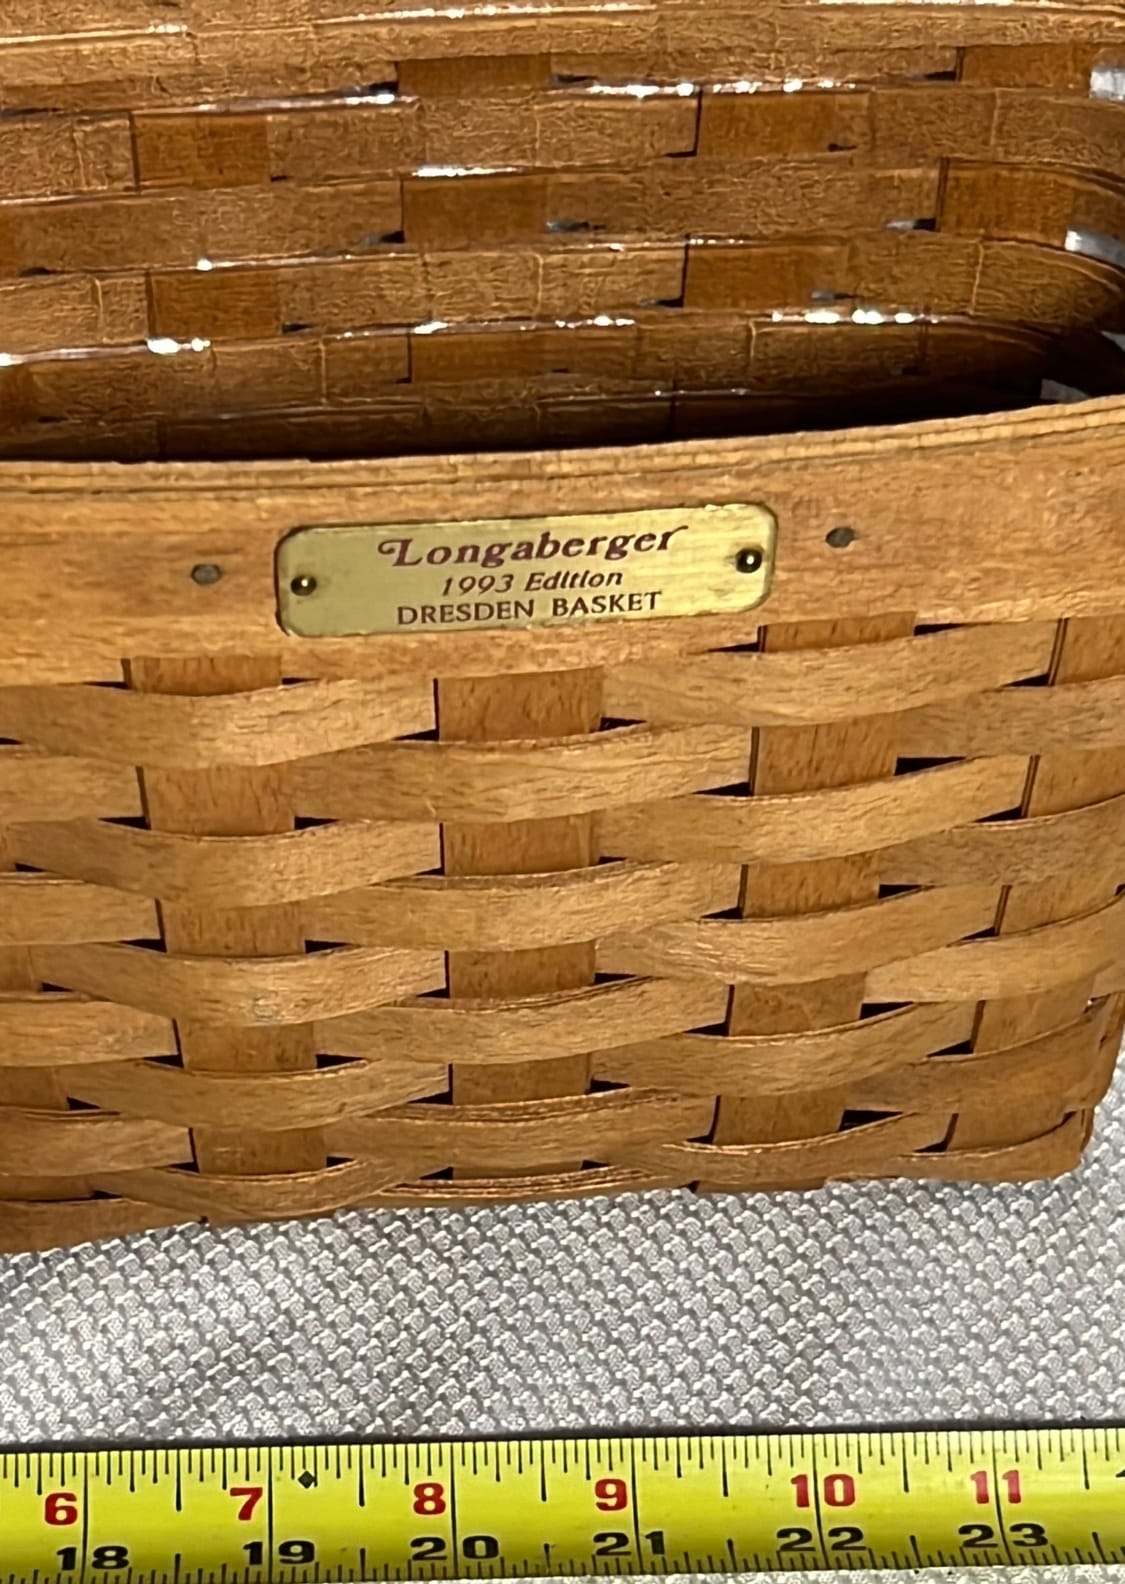 Longaberger
1993 Edition
DRESDEN BASKET
6 7 8 9 10 11
18 19 20 21 22 23